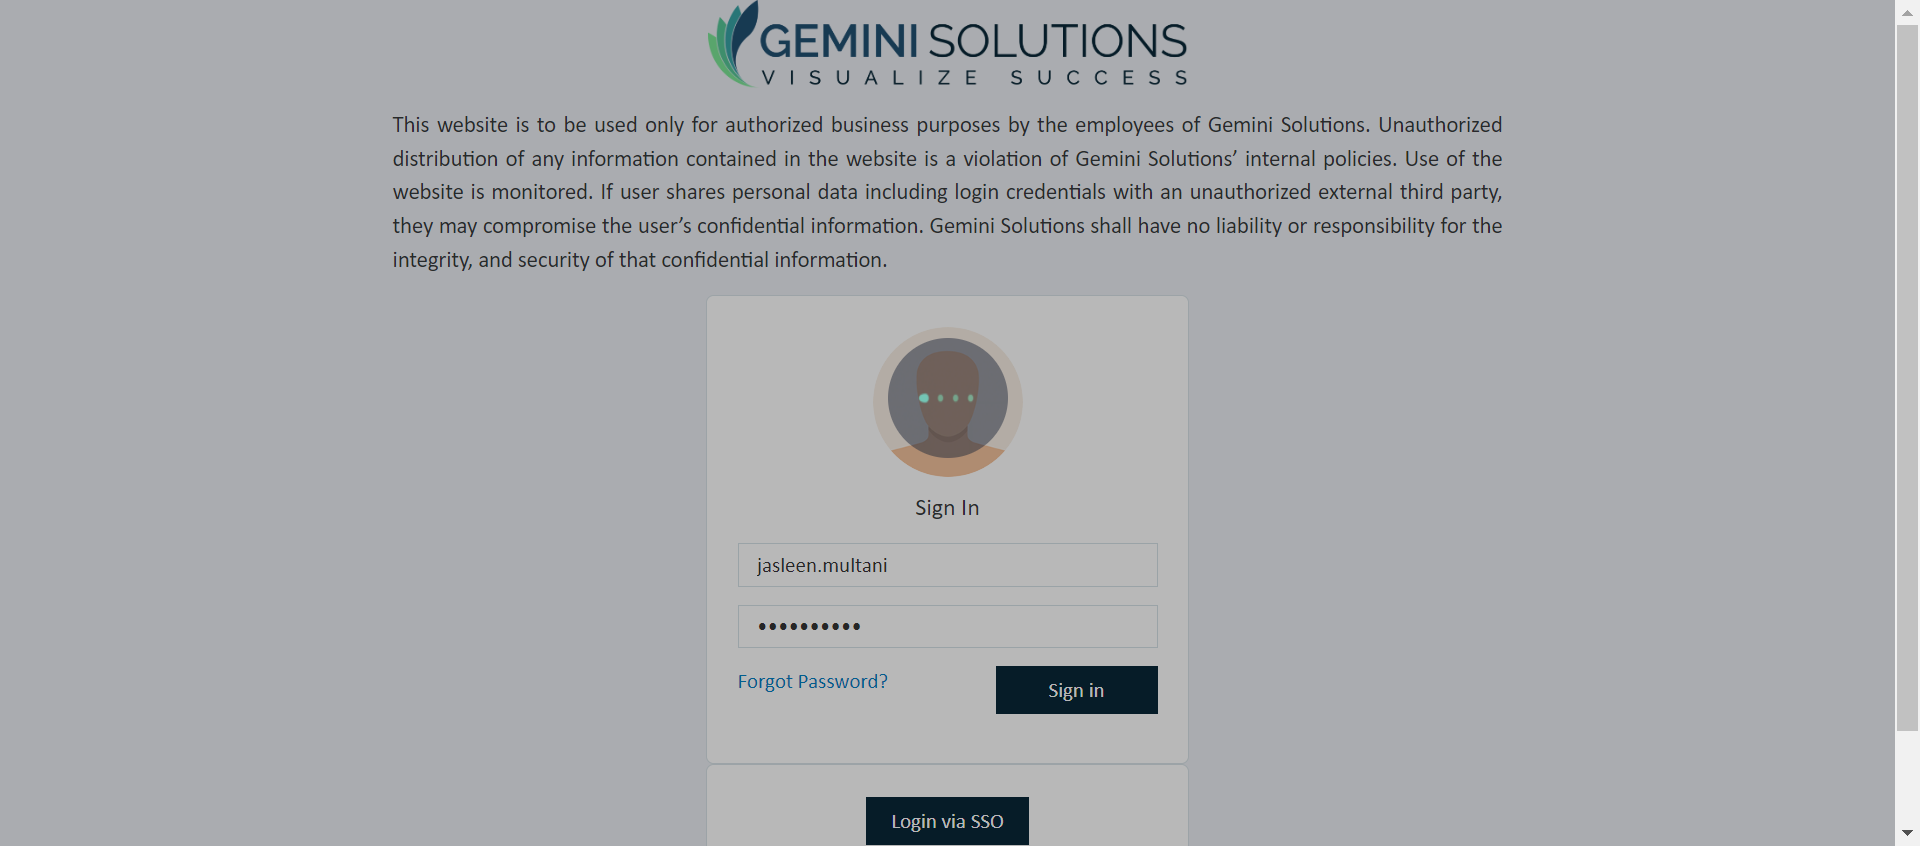 GEMINI SOLUTIONS
VISUALIZE SUCCESS
This website is to be used only for authorized business purposes by the employees of Gemini Solutions. Unauthorized
distribution of any information contained in the website is a violation of Gemini Solutions’ internal policies. Use of the
website is monitored. If user shares personal data including login credentials with an unauthorized external third party,
they may compromise the user’s confidential information. Gemini Solutions shall have no liability or responsibility for the
integrity, and security of that confidential information.
Sign In
jasleen.multani
••••••••••
Forgot Password?
Sign in
Login via SSO